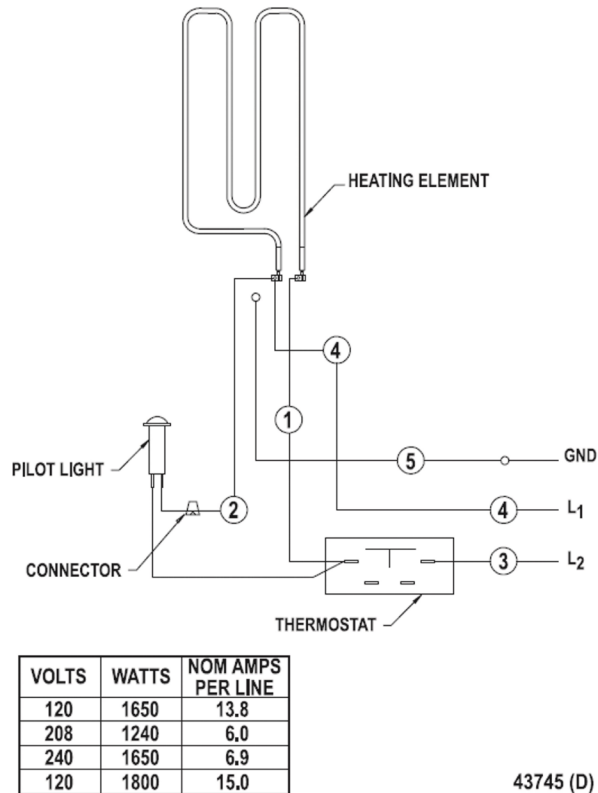 HEATING ELEMENT
4
1
5
GND
PILOT LIGHT
2
4
L1
CONNECTOR
3
L2
THERMOSTAT
VOLTS WATTS NOM AMPS PER LINE
120 1650 13.8
208 1240 6.0
240 1650 6.9
120 1800 15.0
43745 (D)